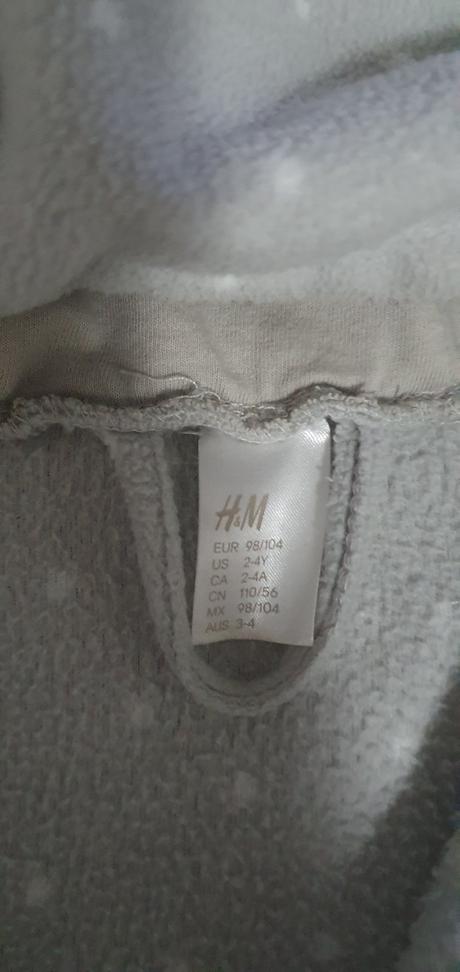 H&M
EUR 98/104
US 2-4Y
CA 2-4A
CN 110/56
MX 98/104
AUS 3-4